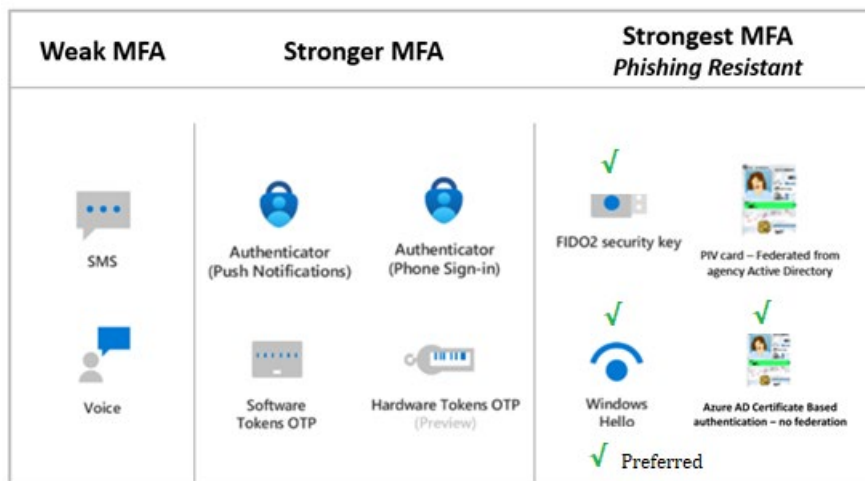 Weak MFA
Stronger MFA
Strongest MFA
Phishing Resistant
SMS
Authenticator
(Push Notifications)
Authenticator
(Phone Sign-in)
FIDO2 security key
PIV card – Federated from
agency Active Directory
Voice
Software
Tokens OTP
Hardware Tokens OTP
(Preview)
Windows
Hello
Azure AD Certificate Based
authentication – no federation
√ Preferred